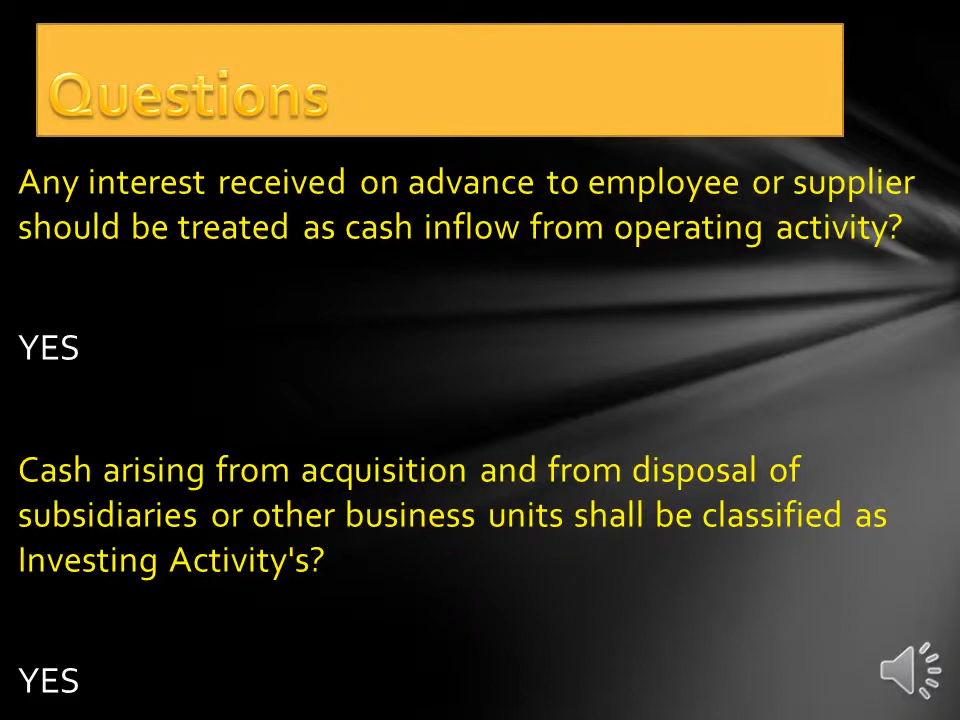 Questions
Any interest received on advance to employee or supplier
should be treated as cash inflow from operating activity?
YES
Cash arising from acquisition and from disposal of
subsidiaries or other business units shall be classified as
Investing Activity's?
YES